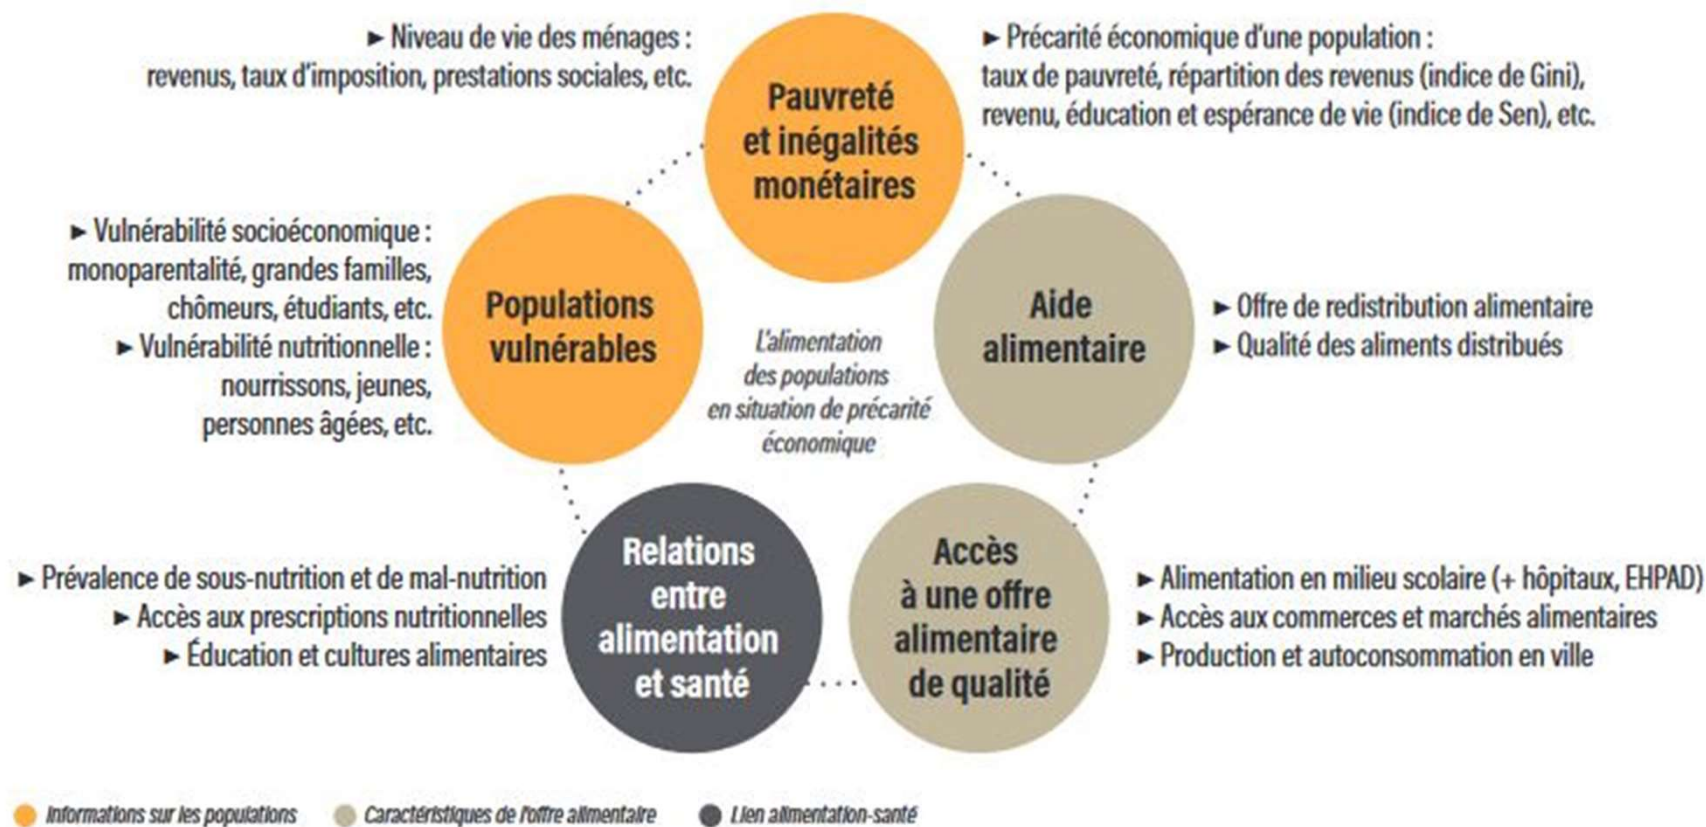 ► Niveau de vie des ménages :
revenus, taux d'imposition, prestations sociales, etc.
Pauvreté
et inégalités
monétaires
► Précarité économique d'une population :
taux de pauvreté, répartition des revenus (indice de Gini),
revenu, éducation et espérance de vie (indice de Sen), etc.
► Vulnérabilité socioéconomique :
monoparentalité, grandes familles,
chômeurs, étudiants, etc.
► Vulnérabilité nutritionnelle :
nourrissons, jeunes,
personnes âgées, etc.
Populations
vulnérables
L'alimentation
des populations
en situation de précarité
économique
Aide
alimentaire
► Offre de redistribution alimentaire
► Qualité des aliments distribués
► Prévalence de sous-nutrition et de mal-nutrition
► Accès aux prescriptions nutritionnelles
► Éducation et cultures alimentaires
Relations
entre
alimentation
et santé
Accès
à une offre
alimentaire
de qualité
► Alimentation en milieu scolaire (+ hôpitaux, EHPAD)
► Accès aux commerces et marchés alimentaires
► Production et autoconsommation en ville
Informations sur les populations
Caractéristiques de l'offre alimentaire
Lien alimentation-santé